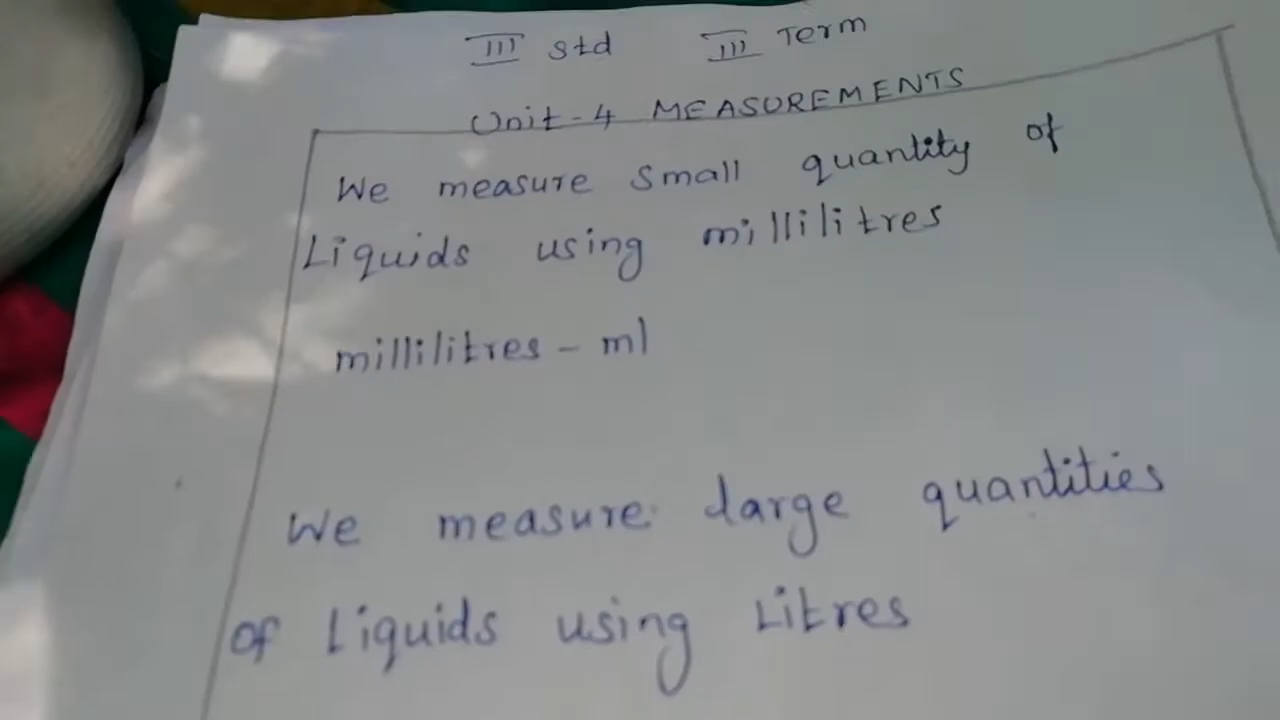 III std III Term
Unit-4 MEASUREMENTS
We measure small quantity of
Liquids using millilitres
millilitres - ml
We measure large quantities
of Liquids using Litres